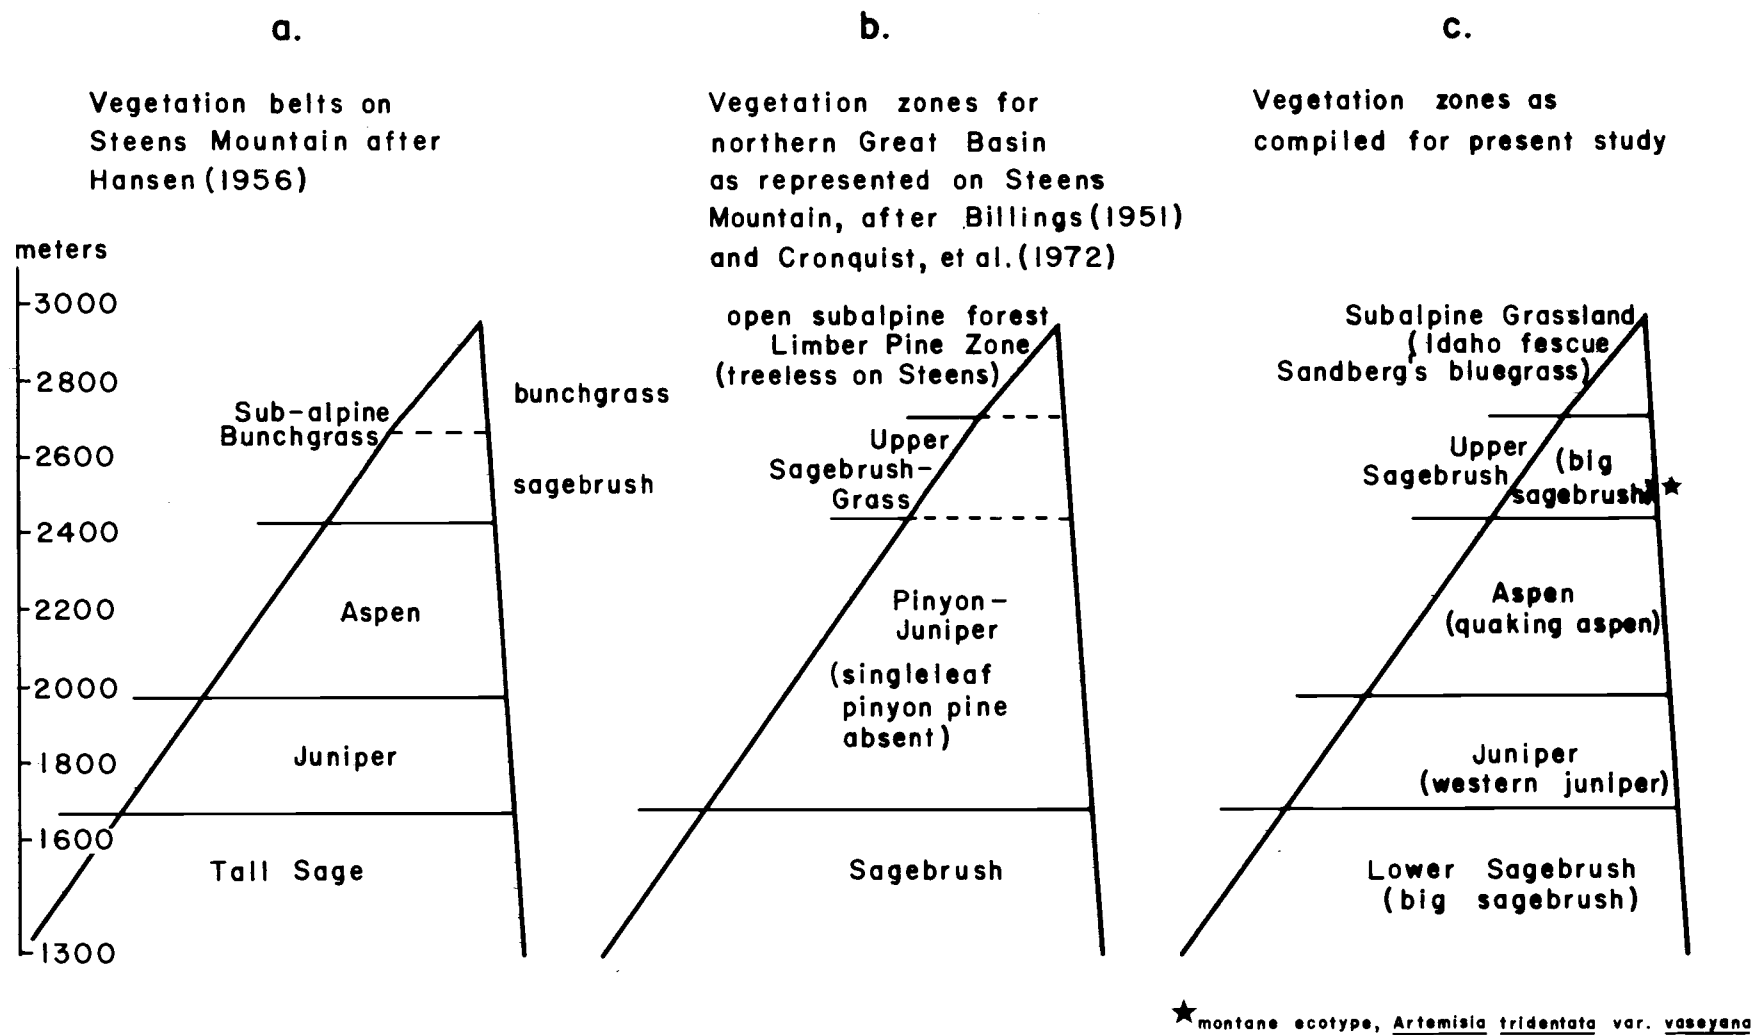 a.
Vegetation belts on
Steens Mountain after
Hansen (1956)
meters
3000
2800
2600
2400
2200
2000
1800
1600
1300
Sub-alpine
Bunchgrass
bunchgrass
sagebrush
Aspen
Juniper
Tall Sage
b.
Vegetation zones for
northern Great Basin
as represented on Steens
Mountain, after Billings (1951)
and Cronquist, et al. (1972)
open subalpine forest
Limber Pine Zone
(treeless on Steens)
Upper
Sagebrush-
Grass
Pinyon-
Juniper
(singleleaf
pinyon pine
absent)
Sagebrush
c.
Vegetation zones as
compiled for present study
Subalpine Grassland
(Idaho fescue
Sandberg's bluegrass)
Upper
Sagebrush
(big
sagebrush)★
Aspen
(quaking aspen)
Juniper
(western juniper)
Lower Sagebrush
(big sagebrush)
★montane ecotype, Artemisia tridentata var. vaseyana